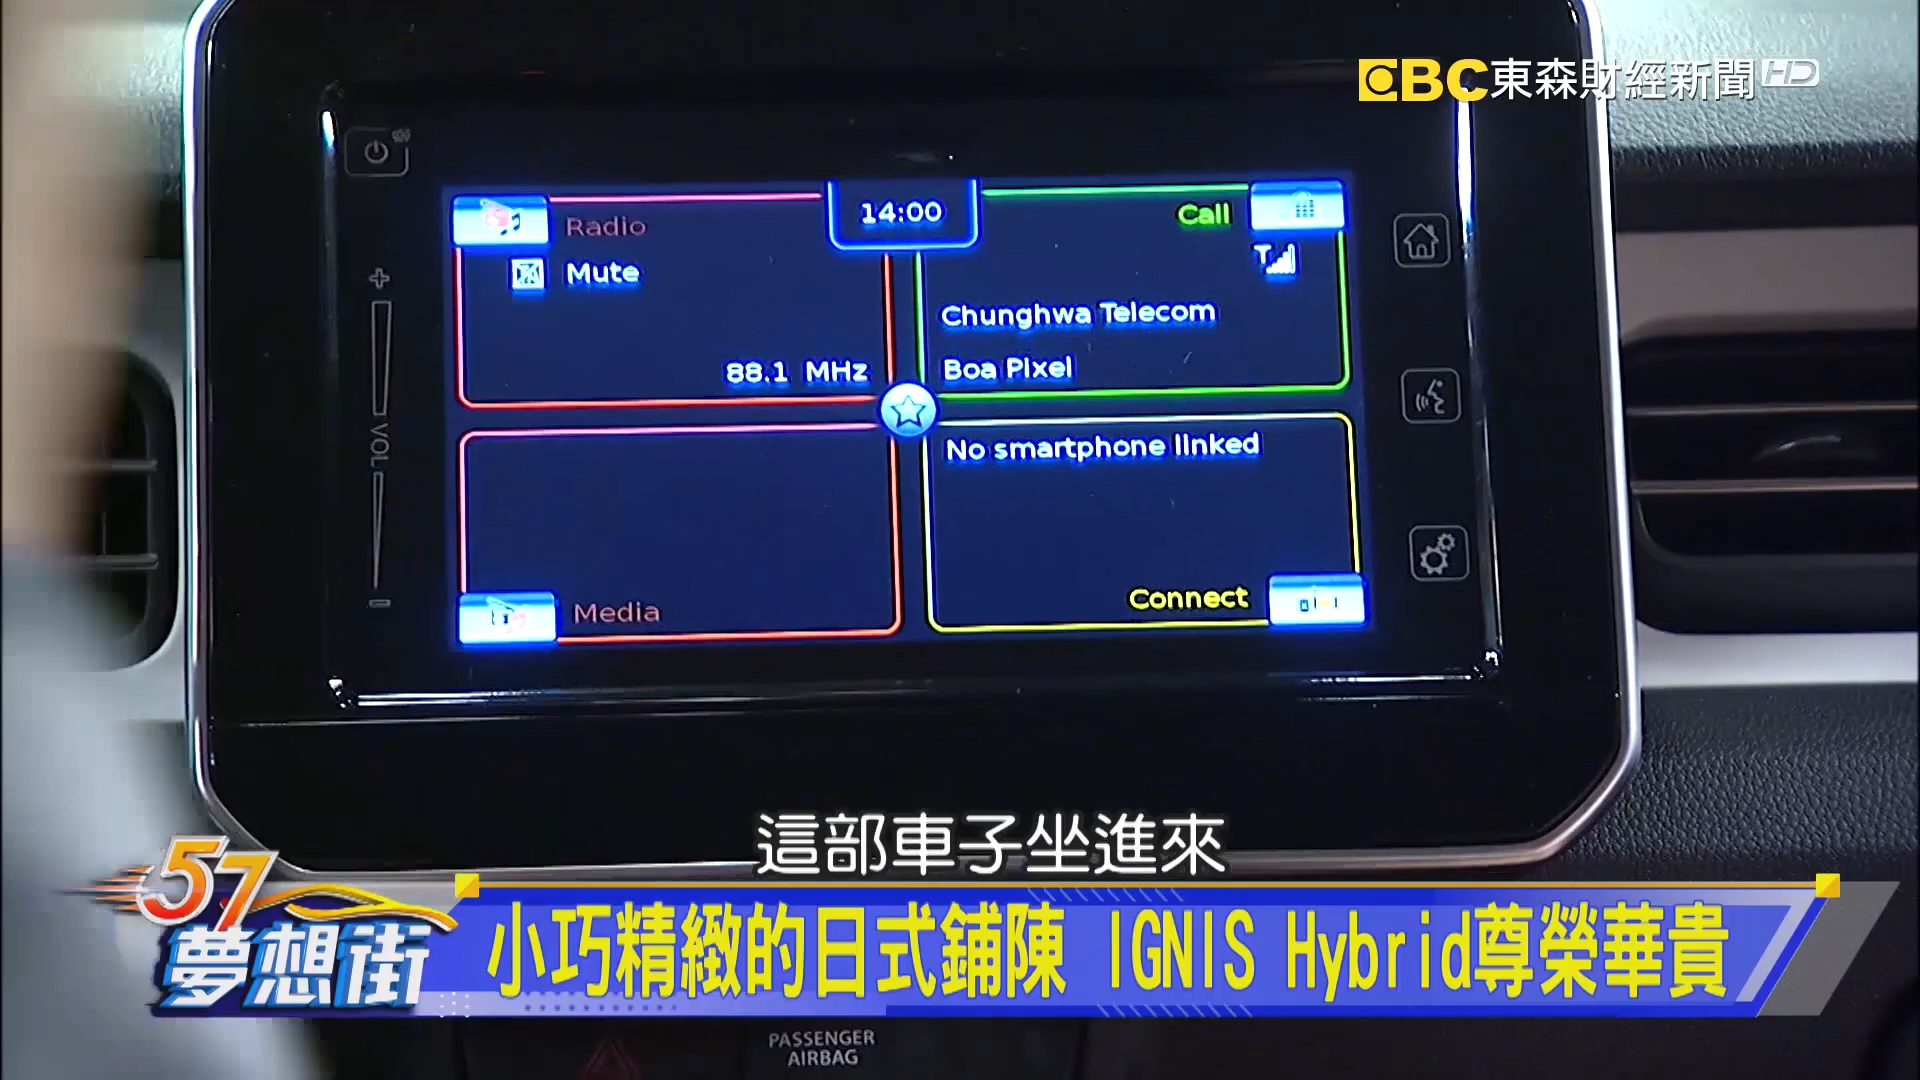 EBC東森財經新聞HD
14:00
Radio
Call
Mute
Chunghwa Telecom
88.1 MHz
Boa Pixel
VOL
No smartphone linked
Media
Connect
這部車子坐進來
57夢想街
小巧精緻的日式鋪陳 IGNIS Hybrid尊榮華貴
PASSENGER
AIRBAG